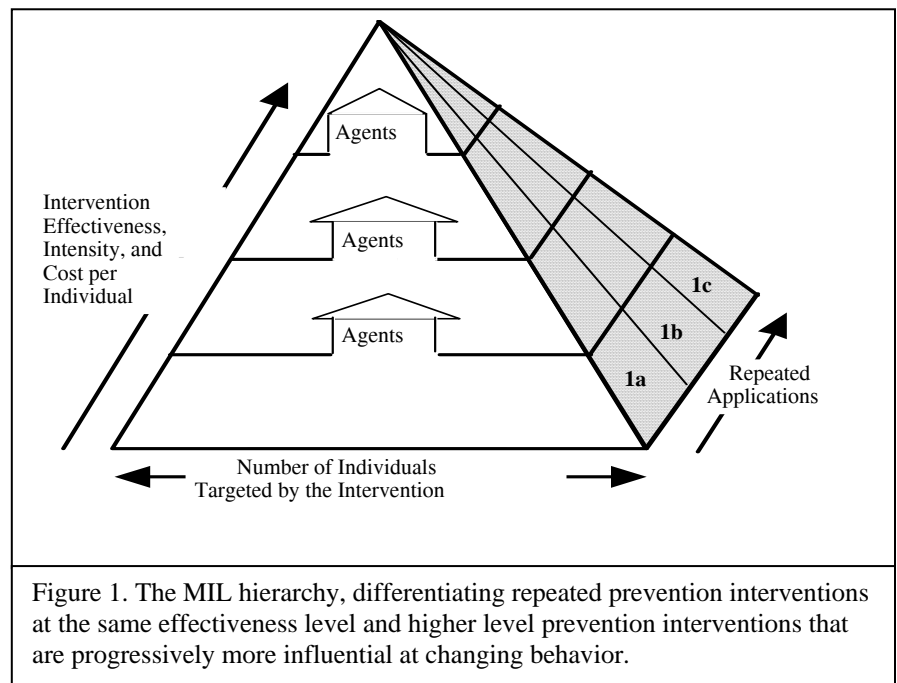 Agents
Agents
Agents
Intervention
Effectiveness,
Intensity, and
Cost per
Individual
1c
1b
1a
Repeated
Applications
Number of Individuals
Targeted by the Intervention
Figure 1. The MIL hierarchy, differentiating repeated prevention interventions
at the same effectiveness level and higher level prevention interventions that
are progressively more influential at changing behavior.